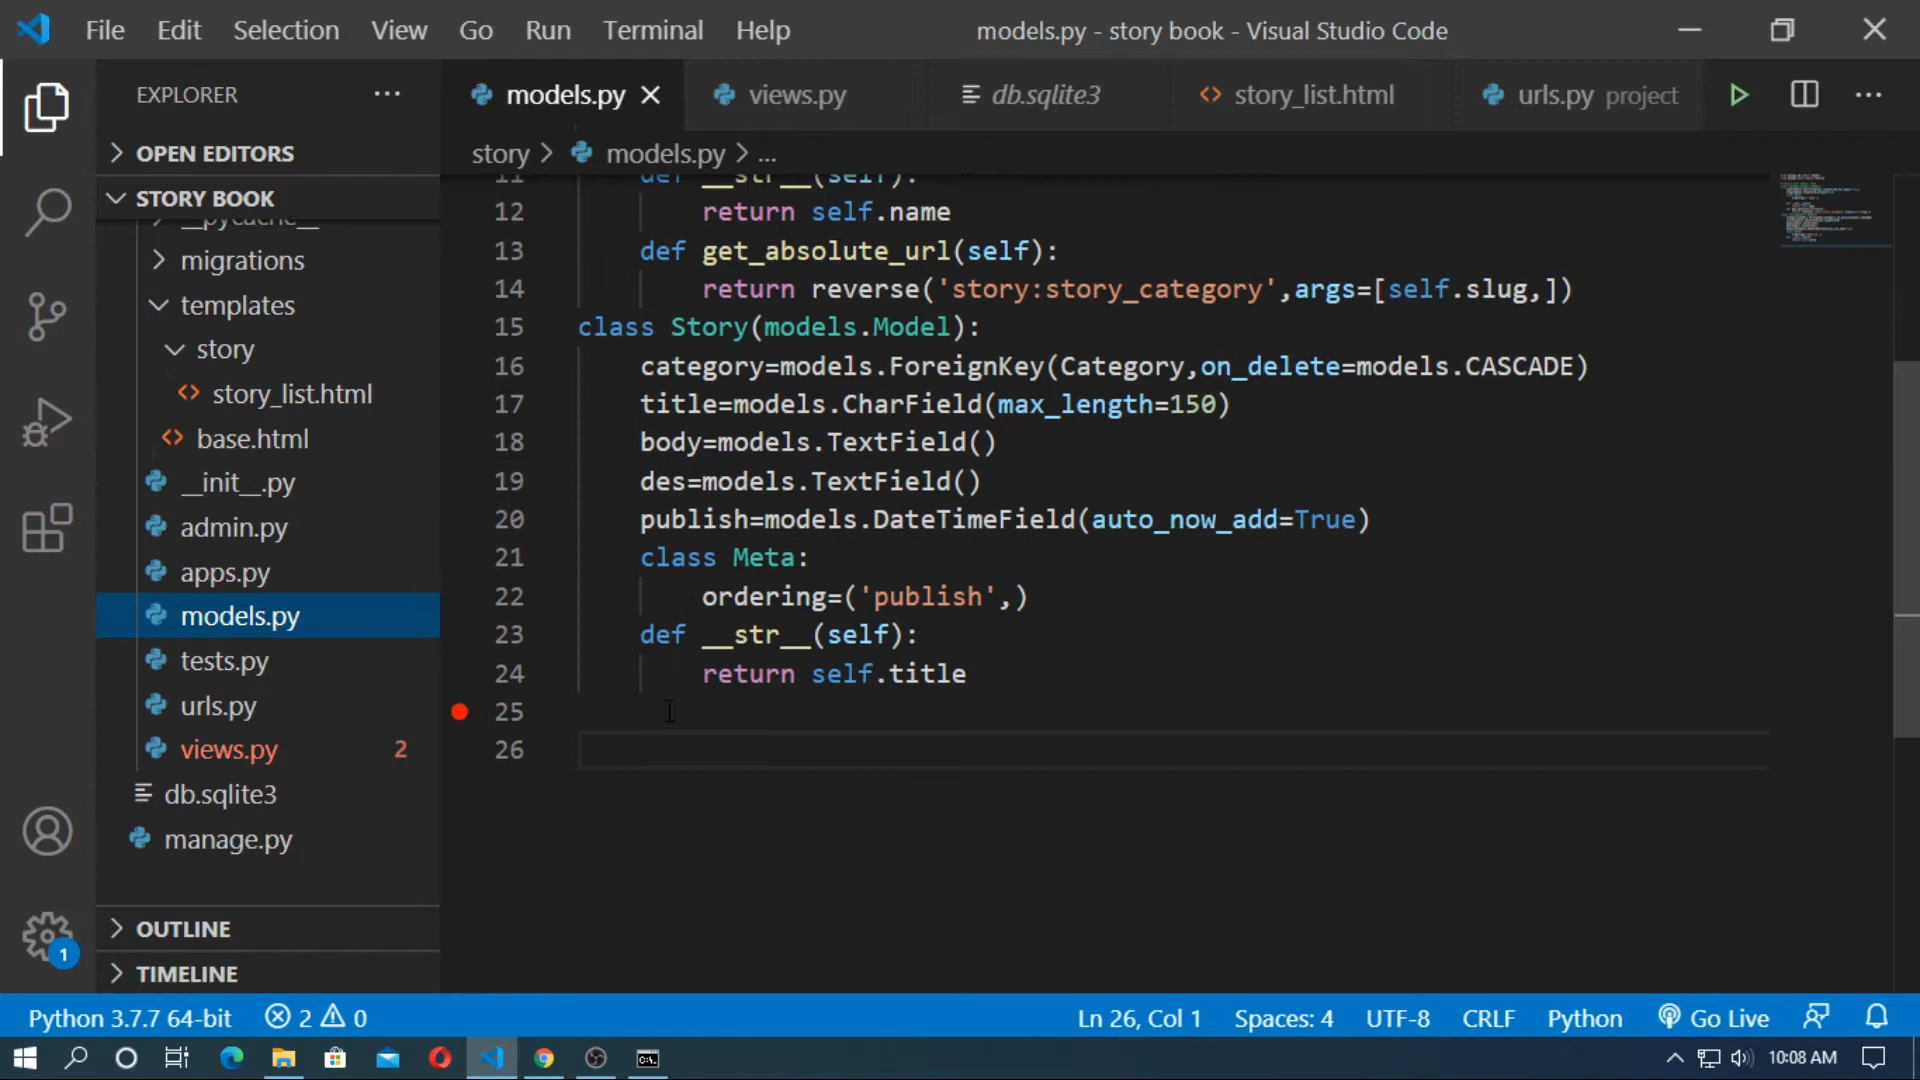 File Edit Selection View Go Run Terminal Help models.py - story book - Visual Studio Code
EXPLORER ...
models.py views.py db.sqlite3 story_list.html urls.py project
OPEN EDITORS
story > models.py > ...
STORY BOOK
__pycache__
migrations
templates
story
story_list.html
base.html
__init__.py
admin.py
apps.py
models.py
tests.py
urls.py
views.py 2
db.sqlite3
manage.py
OUTLINE
TIMELINE
11 def __str__(self):
12 return self.name
13 def get_absolute_url(self):
14 return reverse('story:story_category',args=[self.slug,])
15 class Story(models.Model):
16 category=models.ForeignKey(Category,on_delete=models.CASCADE)
17 title=models.CharField(max_length=150)
18 body=models.TextField()
19 des=models.TextField()
20 publish=models.DateTimeField(auto_now_add=True)
21 class Meta:
22 ordering=('publish',)
23 def __str__(self):
24 return self.title
25
26
1
Python 3.7.7 64-bit 2 0 Ln 26, Col 1 Spaces: 4 UTF-8 CRLF Python Go Live
10:08 AM